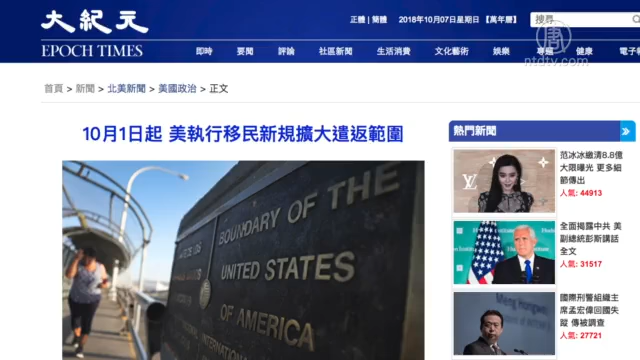 大紀元
EPOCH TIMES
正體 | 簡體
2018年10月07日星期日 【萬年曆】
搜尋
即時 要聞 評論 社區新聞 生活消費 文化藝術 娛樂 專題 健康 電子報
ntdtv.com
首頁 > 新聞 > 北美新聞 > 美國政治 > 正文
10月1日起 美執行移民新規擴大遣返範圍
BOUNDARY OF THE
UNITED STATES
OF AMERICA
熱門新聞
范冰冰繳清8.8億
大限曝光 更多細
節傳出
人氣: 44913
全面揭露中共 美
副總統彭斯講話
全文
人氣: 31517
國際刑警組織主
席孟宏偉回國失
蹤 傳被調查
人氣: 27721